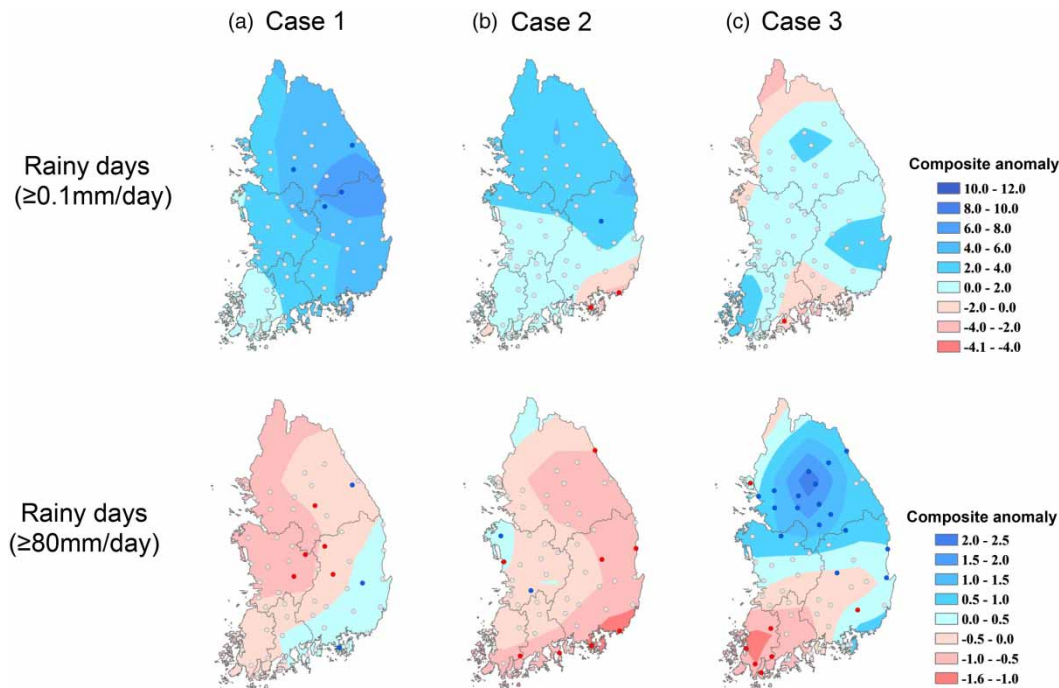 (a) Case 1
(b) Case 2
(c) Case 3
Rainy days
(≥0.1mm/day)
Composite anomaly
10.0 - 12.0
8.0 - 10.0
6.0 - 8.0
4.0 - 6.0
2.0 - 4.0
0.0 - 2.0
-2.0 - 0.0
-4.0 - -2.0
-4.1 - -4.0
Rainy days
(≥80mm/day)
Composite anomaly
2.0 - 2.5
1.5 - 2.0
1.0 - 1.5
0.5 - 1.0
0.0 - 0.5
-0.5 - 0.0
-1.0 - -0.5
-1.6 - -1.0